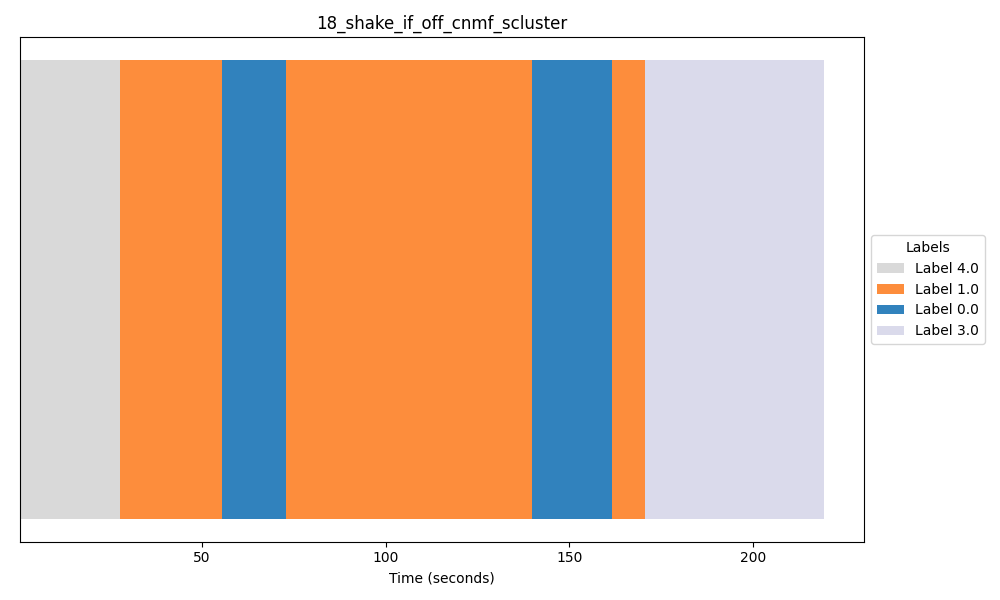 18_shake_if_off_cnmf_scluster
Labels
Label 4.0
Label 1.0
Label 0.0
Label 3.0
50
100
150
200
Time (seconds)